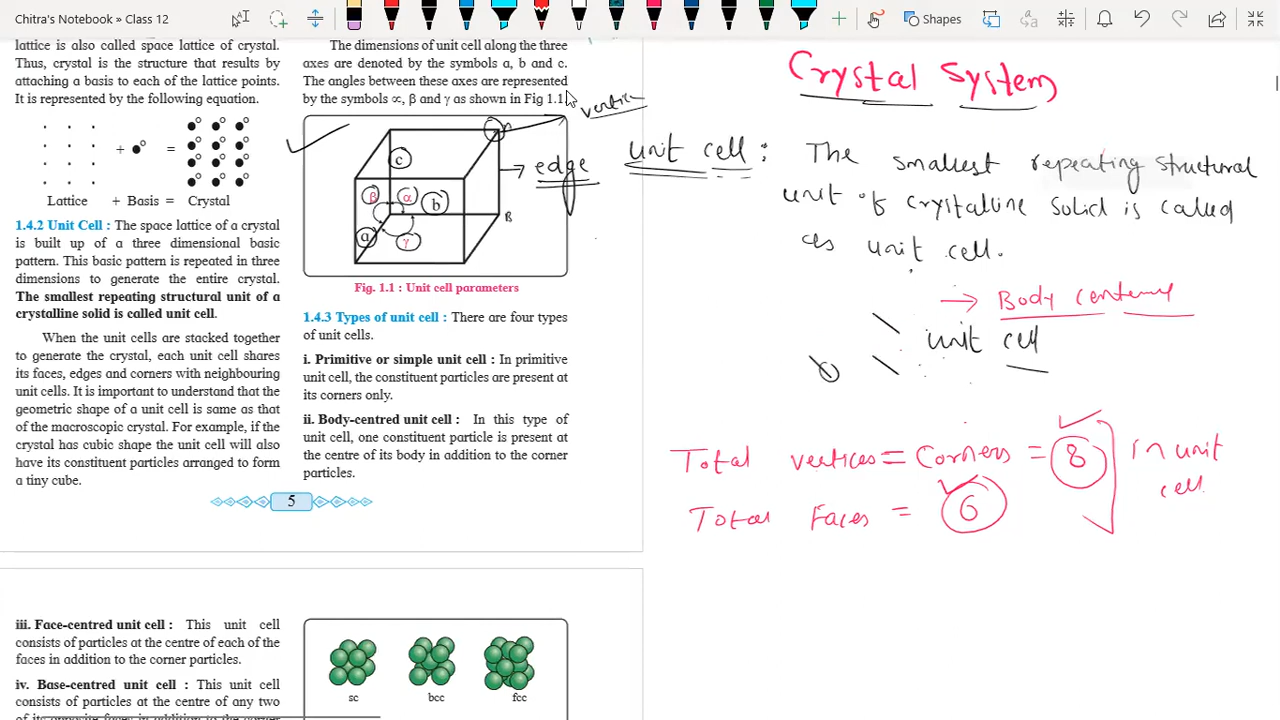 Chitra's Notebook » Class 12
Shapes
lattice is also called space lattice of crystal.
Thus, crystal is the structure that results by
attaching a basis to each of the lattice points.
It is represented by the following equation.
+ =
Lattice + Basis = Crystal
1.4.2 Unit Cell: The space lattice of a crystal
is built up of a three dimensional basic
pattern. This basic pattern is repeated in three
dimensions to generate the entire crystal.
The smallest repeating structural unit of a
crystalline solid is called unit cell.
When the unit cells are stacked together
to generate the crystal, each unit cell shares
its faces, edges and corners with neighbouring
unit cells. It is important to understand that the
geometric shape of a unit cell is same as that
of the macroscopic crystal. For example, if the
crystal has cubic shape the unit cell will also
have its constituent particles arranged to form
a tiny cube.
The dimensions of unit cell along the three
axes are denoted by the symbols a, b and c.
The angles between these axes are represented
by the symbols ∝, β and γ as shown in Fig 1.1.
c
β α b
a γ
B
edge
Fig. 1.1 : Unit cell parameters
1.4.3 Types of unit cell : There are four types
of unit cells.
i. Primitive or simple unit cell : In primitive
unit cell, the constituent particles are present at
its corners only.
ii. Body-centred unit cell : In this type of
unit cell, one constituent particle is present at
the centre of its body in addition to the corner
particles.
5
iii. Face-centred unit cell : This unit cell
consists of particles at the centre of each of the
faces in addition to the corner particles.
iv. Base-centred unit cell : This unit cell
consists of particles at the centre of any two
of its opposite faces in addition to the corner
sc bcc fcc
Crystal System
unit cell : The smallest repeating structural
unit of crystalline solid is called
as unit cell.
→ Body
unit cell
Total vertices = Corners = 8 in unit
cell.
Total Faces = 6